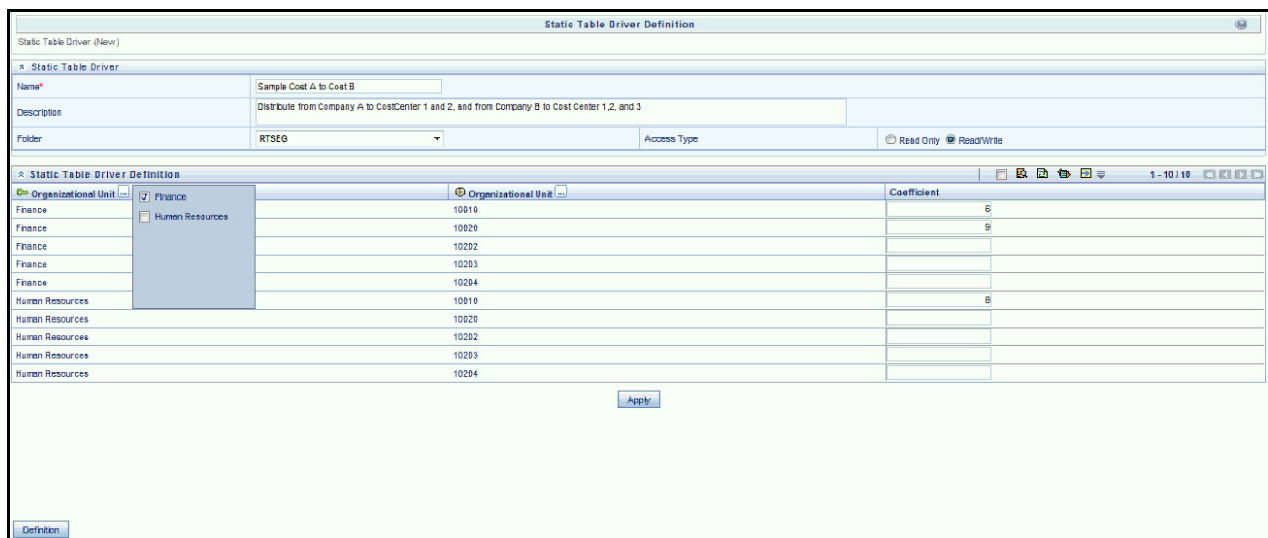 Static Table Driver Definition
Static Table Driver (New)
Static Table Driver
Name* Sample Cost A to Cost B
Description Distribute from Company A to CostCenter 1 and 2, and from Company B to Cost Center 1,2, and 3
Folder RTSEG Access Type Read Only Read/Write
Static Table Driver Definition 1 - 10 / 10
Organizational Unit ... Organizational Unit ... Coefficient
Finance
Human Resources
Finance 10010 6
Finance 10020 9
Finance 10202
Finance 10203
Finance 10204
Human Resources 10010 8
Human Resources 10020
Human Resources 10202
Human Resources 10203
Human Resources 10204
Apply
Definition